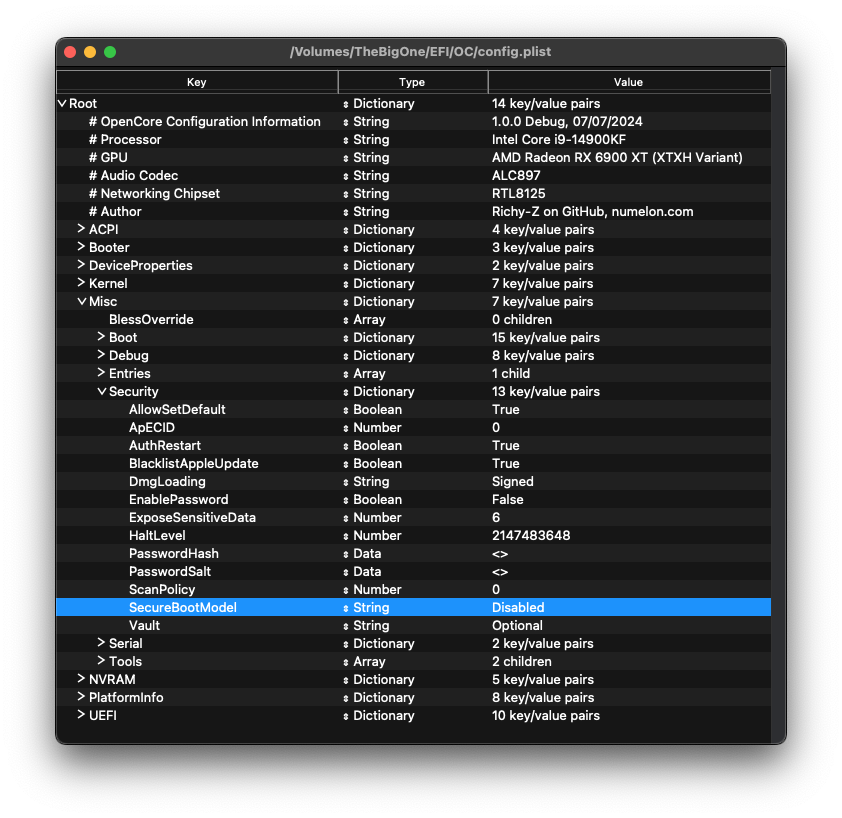 /Volumes/TheBigOne/EFI/OC/config.plist
Key Type Value
Root Dictionary 14 key/value pairs
# OpenCore Configuration Information String 1.0.0 Debug, 07/07/2024
# Processor String Intel Core i9-14900KF
# GPU String AMD Radeon RX 6900 XT (XTXH Variant)
# Audio Codec String ALC897
# Networking Chipset String RTL8125
# Author String Richy-Z on GitHub, numelon.com
ACPI Dictionary 4 key/value pairs
Booter Dictionary 3 key/value pairs
DeviceProperties Dictionary 2 key/value pairs
Kernel Dictionary 7 key/value pairs
Misc Dictionary 7 key/value pairs
BlessOverride Array 0 children
Boot Dictionary 15 key/value pairs
Debug Dictionary 8 key/value pairs
Entries Array 1 child
Security Dictionary 13 key/value pairs
AllowSetDefault Boolean True
ApECID Number 0
AuthRestart Boolean True
BlacklistAppleUpdate Boolean True
DmgLoading String Signed
EnablePassword Boolean False
ExposeSensitiveData Number 6
HaltLevel Number 2147483648
PasswordHash Data <>
PasswordSalt Data <>
ScanPolicy Number 0
SecureBootModel String Disabled
Vault String Optional
Serial Dictionary 2 key/value pairs
Tools Array 2 children
NVRAM Dictionary 5 key/value pairs
PlatformInfo Dictionary 8 key/value pairs
UEFI Dictionary 10 key/value pairs